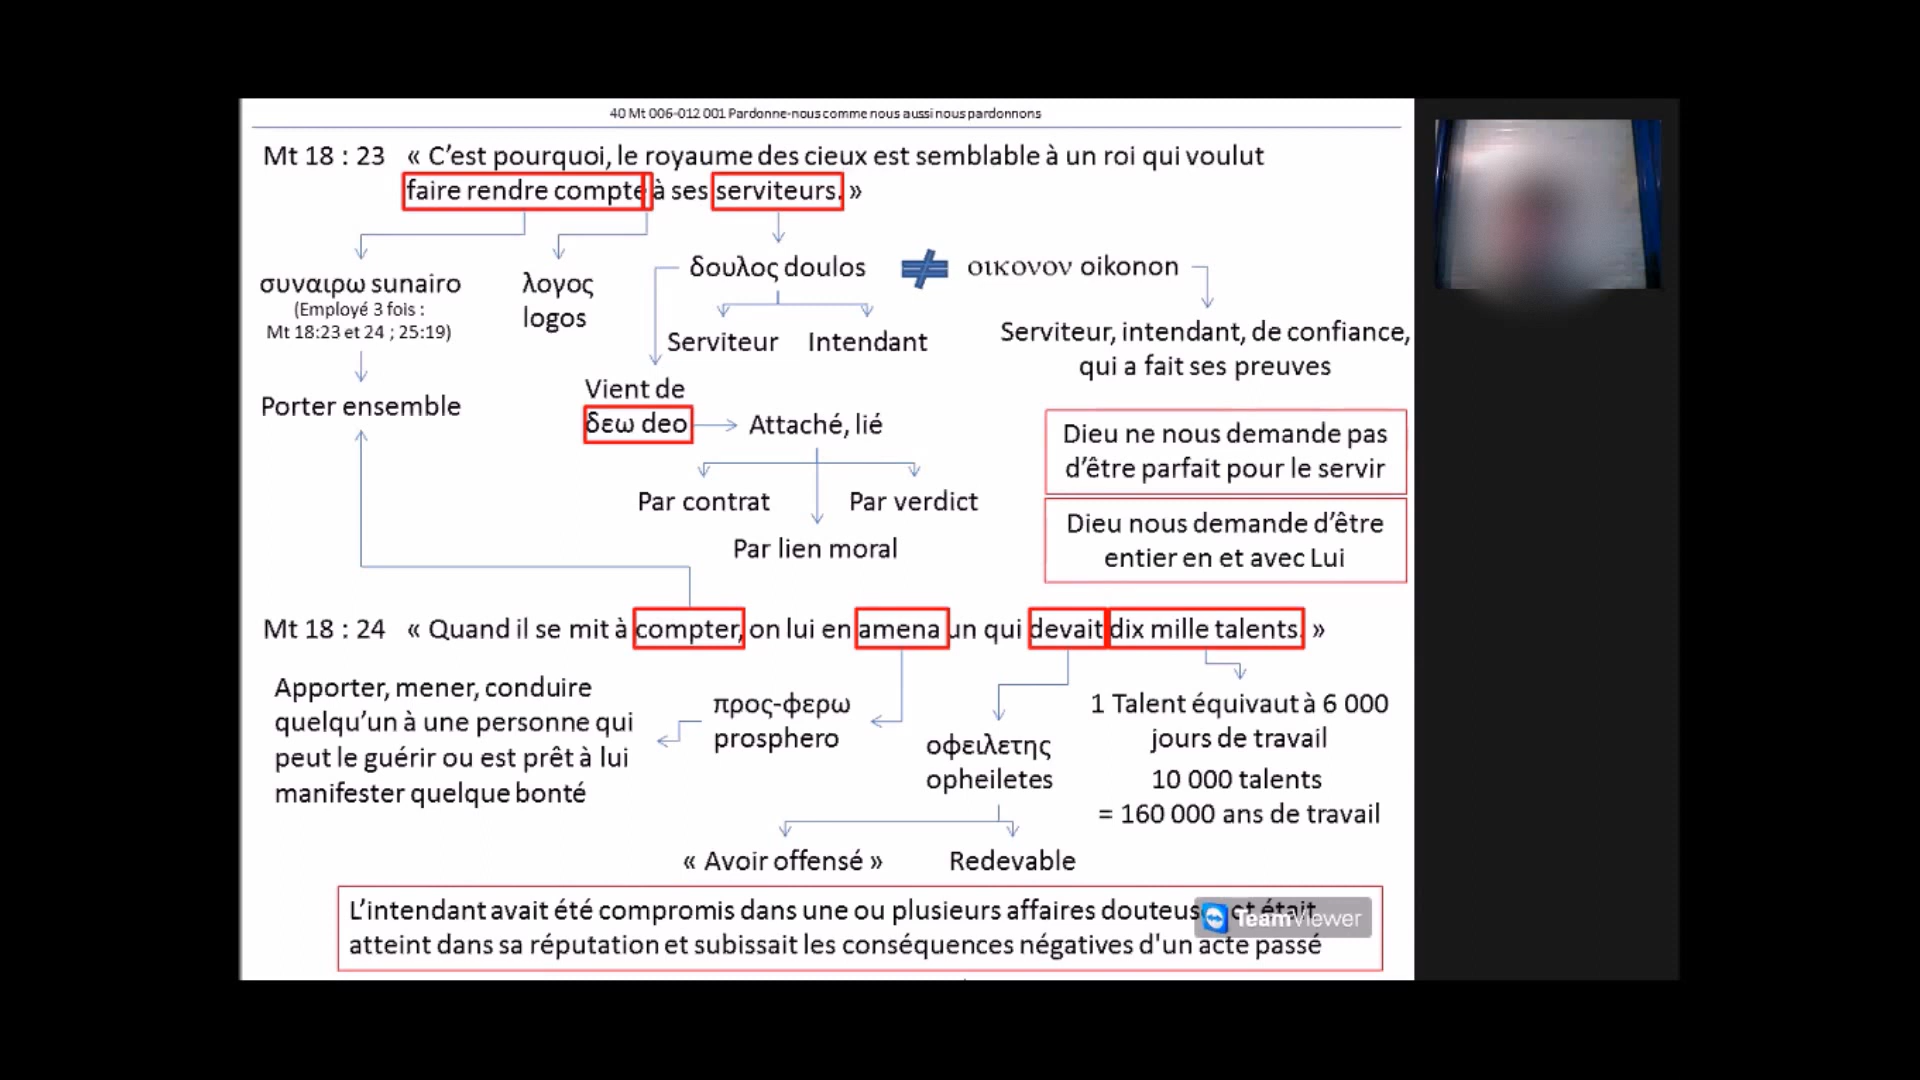 40 Mt 006-012 001 Pardonne-nous comme nous aussi nous pardonnons
Mt 18 : 23 « C’est pourquoi, le royaume des cieux est semblable à un roi qui voulut
faire rendre compte à ses serviteurs. »
συναιρω sunairo
(Employé 3 fois :
Mt 18:23 et 24 ; 25:19)
Porter ensemble
λογος
logos
δουλος doulos
οικονον oikonon
Serviteur
Intendant
Serviteur, intendant, de confiance,
qui a fait ses preuves
Vient de
δεω deo
Attaché, lié
Par contrat
Par verdict
Par lien moral
Dieu ne nous demande pas
d’être parfait pour le servir
Dieu nous demande d’être
entier en et avec Lui
Mt 18 : 24 « Quand il se mit à compter, on lui en amena un qui devait dix mille talents. »
Apporter, mener, conduire
quelqu’un à une personne qui
peut le guérir ou est prêt à lui
manifester quelque bonté
προς-φερω
prosphero
οφειλετης
opheiletes
1 Talent équivaut à 6 000
jours de travail
10 000 talents
= 160 000 ans de travail
« Avoir offensé »
Redevable
L’intendant avait été compromis dans une ou plusieurs affaires douteuses et était
atteint dans sa réputation et subissait les conséquences négatives d'un acte passé
TeamViewer